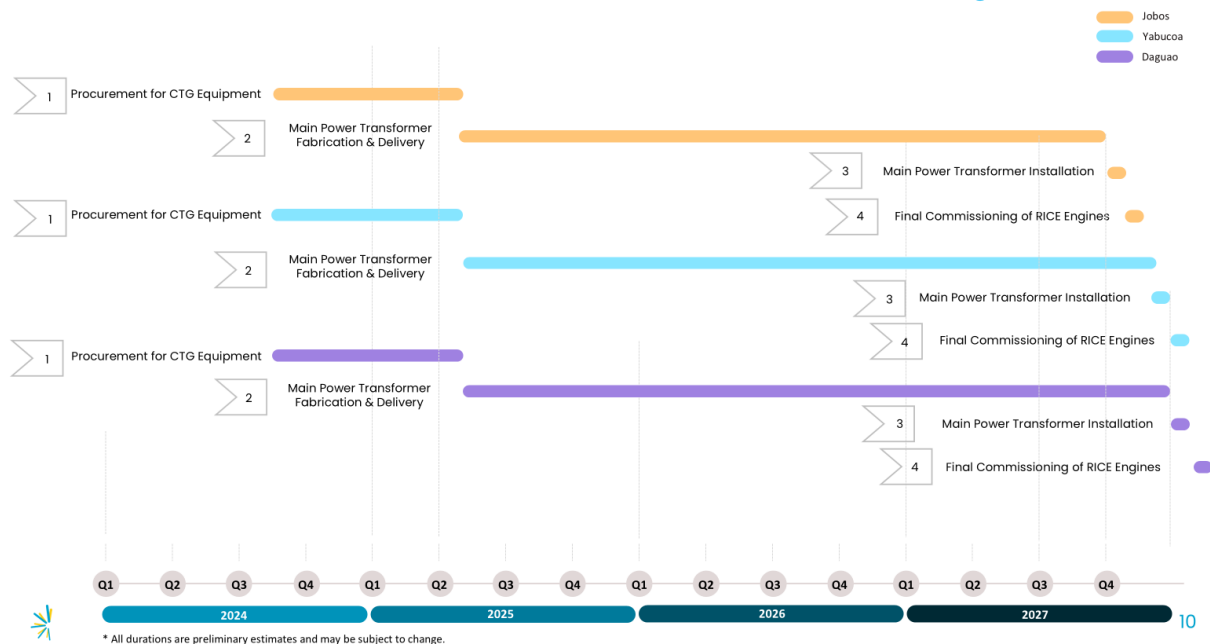 Jobos
Yabucoa
Daguao
1
Procurement for CTG Equipment
2
Main Power Transformer
Fabrication & Delivery
3
Main Power Transformer Installation
4
Final Commissioning of RICE Engines
1
Procurement for CTG Equipment
2
Main Power Transformer
Fabrication & Delivery
3
Main Power Transformer Installation
4
Final Commissioning of RICE Engines
1
Procurement for CTG Equipment
2
Main Power Transformer
Fabrication & Delivery
3
Main Power Transformer Installation
4
Final Commissioning of RICE Engines
Q1 Q2 Q3 Q4 Q1 Q2 Q3 Q4 Q1 Q2 Q3 Q4 Q1 Q2 Q3 Q4
2024 2025 2026 2027
10
* All durations are preliminary estimates and may be subject to change.